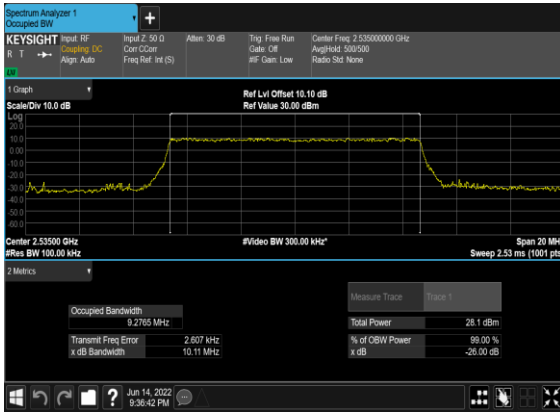 Spectrum Analyzer 1
Occupied BW
+
KEYSIGHT Input: RF Input Z: 50 Ω Atten: 30 dB Trig: Free Run Center Freq: 2.535000000 GHz
R T Coupling: DC Corr CCorr Gate: Off Avg|Hold: 500/500
Align: Auto Freq Ref: Int (S) #IF Gain: Low Radio Std: None
1 Graph
Ref Lvl Offset 10.10 dB
Scale/Div 10.0 dB Ref Value 30.00 dBm
Log
20.0
10.0
0.00
-10.0
-20.0
-30.0
-40.0
-50.0
-60.0
Center 2.53500 GHz #Video BW 300.00 kHz* Span 20 MH
#Res BW 100.00 kHz Sweep 2.53 ms (1001 pts
2 Metrics
Measure Trace Trace 1
Occupied Bandwidth
9.2765 MHz Total Power 28.1 dBm
Transmit Freq Error 2.607 kHz % of OBW Power 99.00 %
x dB Bandwidth 10.11 MHz x dB -26.00 dB
? Jun 14, 2022
9:36:42 PM